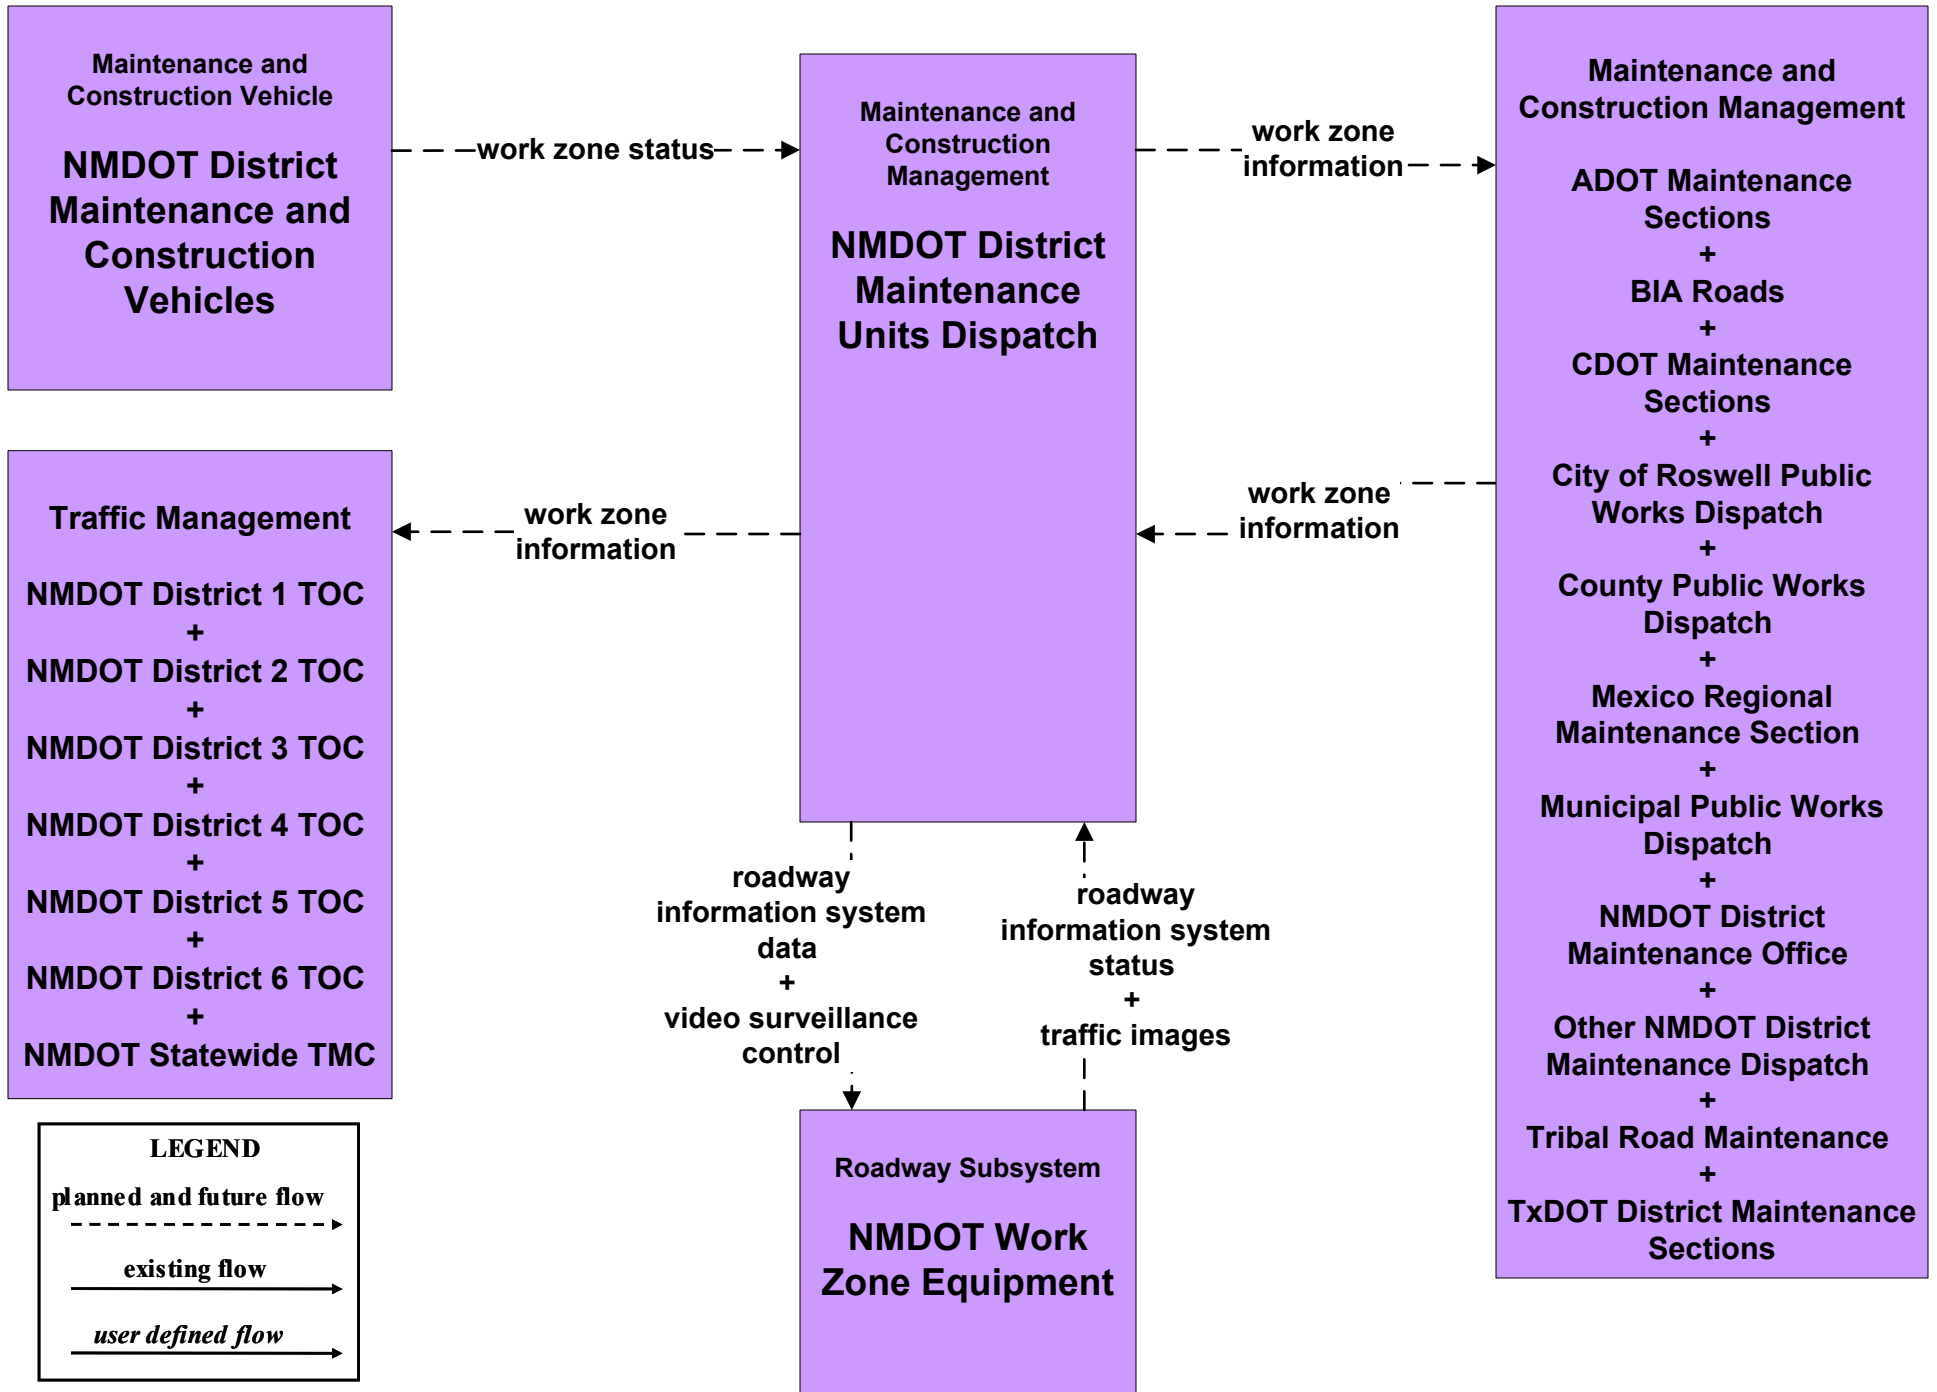 Maintenance and
Construction Vehicle
NMDOT District
Maintenance and
Construction
Vehicles
work zone status
Maintenance and
Construction
Management
NMDOT District
Maintenance
Units Dispatch
work zone
information
Maintenance and
Construction Management
ADOT Maintenance
Sections
+
BIA Roads
+
CDOT Maintenance
Sections
+
City of Roswell Public
Works Dispatch
+
County Public Works
Dispatch
+
Mexico Regional
Maintenance Section
+
Municipal Public Works
Dispatch
+
NMDOT District
Maintenance Office
+
Other NMDOT District
Maintenance Dispatch
+
Tribal Road Maintenance
+
TxDOT District Maintenance
Sections
work zone
information
Traffic Management
NMDOT District 1 TOC
+
NMDOT District 2 TOC
+
NMDOT District 3 TOC
+
NMDOT District 4 TOC
+
NMDOT District 5 TOC
+
NMDOT District 6 TOC
+
NMDOT Statewide TMC
work zone
information
roadway
information system
data
+
video surveillance
control
roadway
information system
status
+
traffic images
Roadway Subsystem
NMDOT Work
Zone Equipment
LEGEND
planned and future flow
existing flow
user defined flow